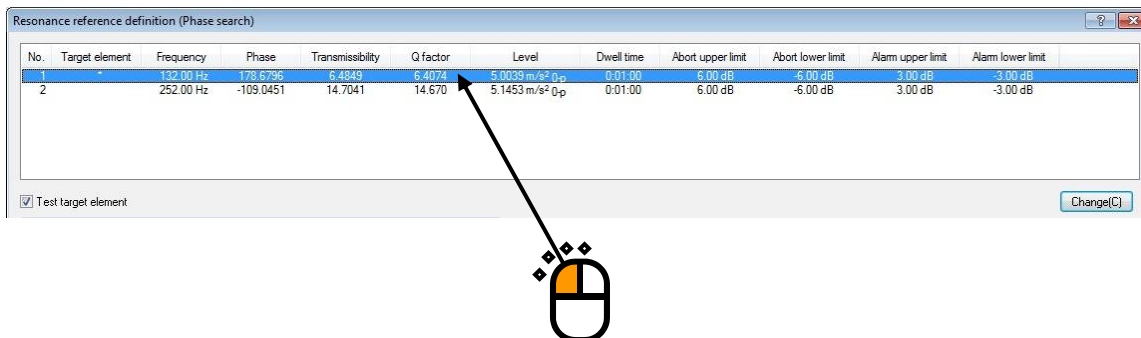 Resonance reference definition (Phase search)
No. Target element Frequency Phase Transmissibility Q factor Level Dwell time Abort upper limit Abort lower limit Alarm upper limit Alarm lower limit
1 * 132.00 Hz 178.6796 6.4849 6.4074 5.0039 m/s² 0-p 0:01:00 6.00 dB -6.00 dB 3.00 dB -3.00 dB
2 252.00 Hz -109.0451 14.7041 14.670 5.1453 m/s² 0-p 0:01:00 6.00 dB -6.00 dB 3.00 dB -3.00 dB
Test target element Change(C)